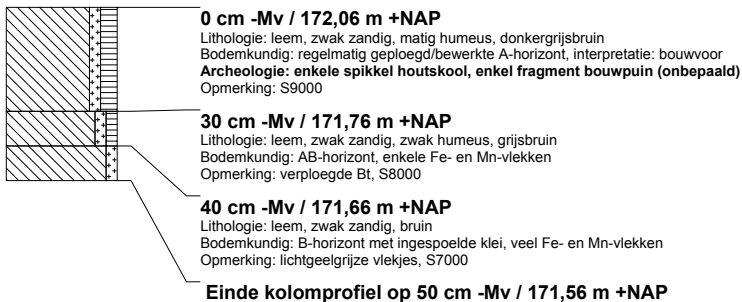 0 cm -Mv / 172,06 m +NAP
Lithologie: leem, zwak zandig, matig humeus, donkergrijsbruin
Bodemkundig: regelmatig geploegd/bewerkte A-horizont, interpretatie: bouwvoor
Archeologie: enkele spikkel houtskool, enkel fragment bouwpuin (onbepaald)
Opmerking: S9000
30 cm -Mv / 171,76 m +NAP
Lithologie: leem, zwak zandig, zwak humeus, grijsbruin
Bodemkundig: AB-horizont, enkele Fe- en Mn-vlekken
Opmerking: verploegde Bt, S8000
40 cm -Mv / 171,66 m +NAP
Lithologie: leem, zwak zandig, bruin
Bodemkundig: B-horizont met ingespoelde klei, veel Fe- en Mn-vlekken
Opmerking: lichtgeelgrijze vlekjes, S7000
Einde kolomprofiel op 50 cm -Mv / 171,56 m +NAP